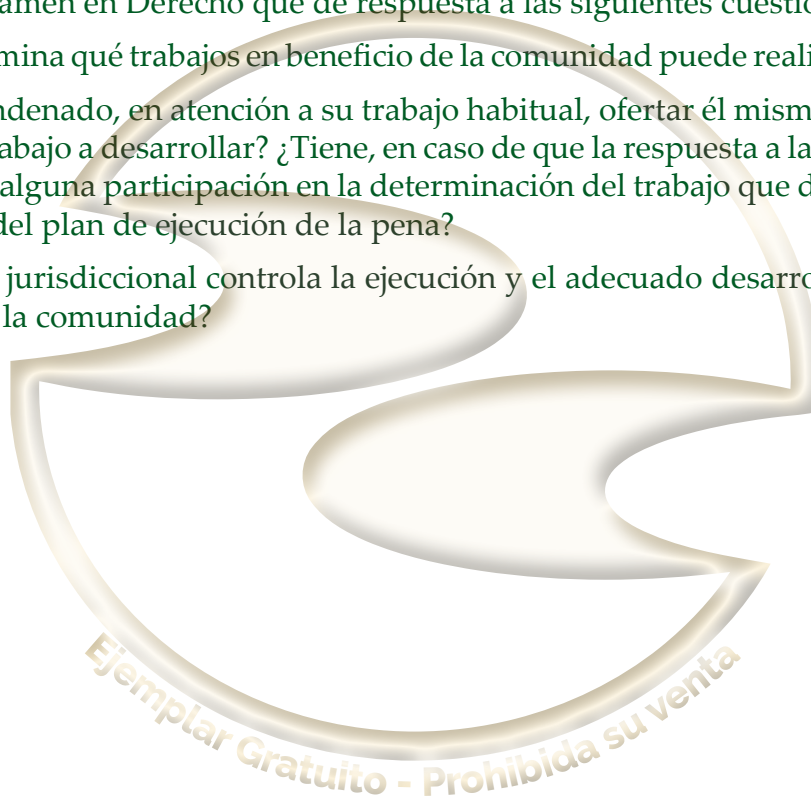 amen en Derecho que de respuesta a las siguientes cuestio
mina qué trabajos en beneficio de la comunidad puede reali
ndenado, en atención a su trabajo habitual, ofertar él mism
abajo a desarrollar? ¿Tiene, en caso de que la respuesta a la
alguna participación en la determinación del trabajo que d
del plan de ejecución de la pena?
jurisdiccional controla la ejecución y el adecuado desarro
la comunidad?
Ejemplar Gratuito - Prohibida su venta